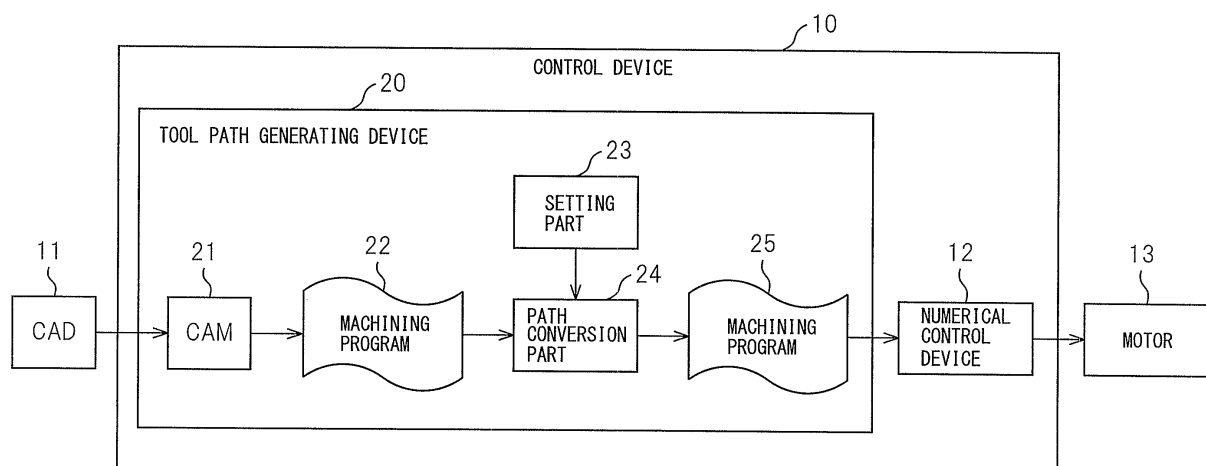 10
CONTROL DEVICE
20
TOOL PATH GENERATING DEVICE
23
SETTING
PART
11
CAD
21
CAM
22
MACHINING
PROGRAM
24
PATH
CONVERSION
PART
25
MACHINING
PROGRAM
12
NUMERICAL
CONTROL
DEVICE
13
MOTOR